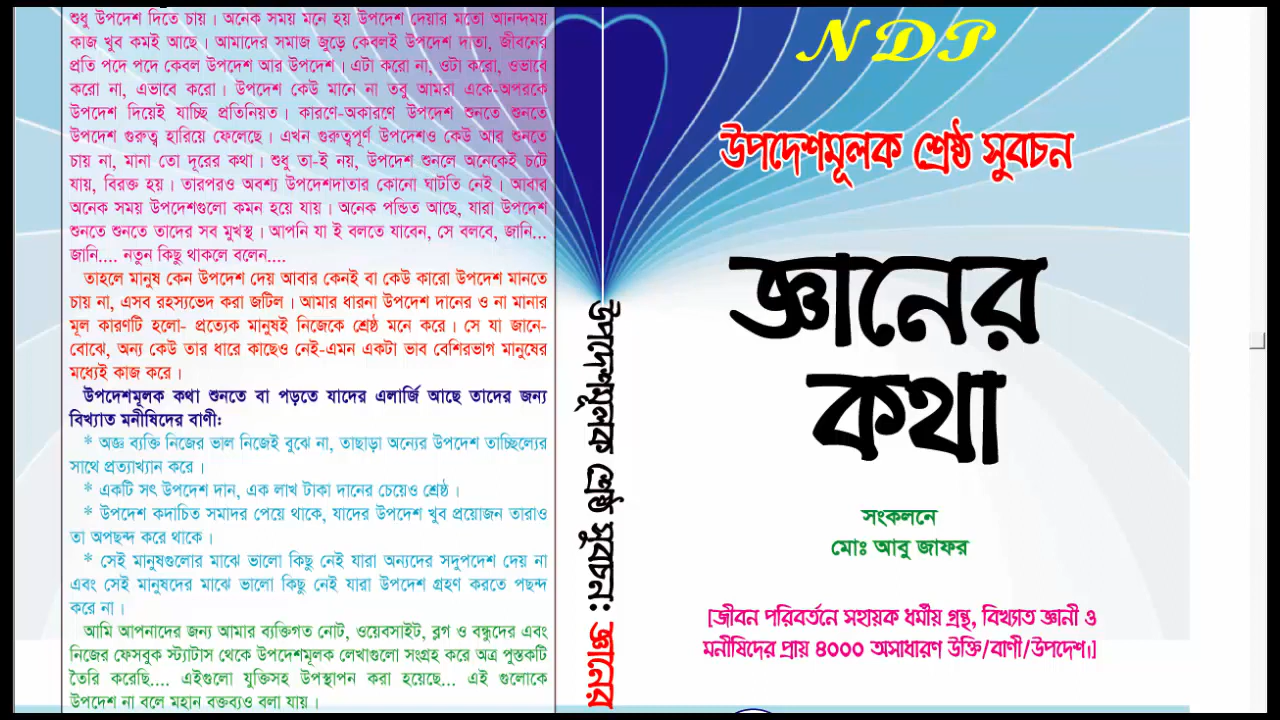 শুধু উপদেশ দিতে চায়। অনেক সময় মনে হয় উপদেশ দেয়ার মতো আনন্দময়
কাজ খুব কমই আছে। আমাদের সমাজ জুড়ে কেবলই উপদেশ দাতা, জীবনের
প্রতি পদে পদে কেবল উপদেশ আর উপদেশ। এটা করো না, ওটা করো, ওভাবে
করো না, এভাবে করো। উপদেশ কেউ মানে না তবু আমরা একে-অপরকে
উপদেশ দিয়েই যাচ্ছি প্রতিনিয়ত। কারণে-অকারণে উপদেশ শুনতে শুনতে
উপদেশ গুরুত্ব হারিয়ে ফেলেছে। এখন গুরুত্বপূর্ণ উপদেশও কেউ আর শুনতে
চায় না, মানা তো দূরের কথা। শুধু তা-ই নয়, উপদেশ শুনলে অনেকেই চটে
যায়, বিরক্ত হয়। তারপরও অবশ্য উপদেশদাতার কোনো ঘাটতি নেই। আবার
অনেক সময় উপদেশগুলো কমন হয়ে যায়। অনেক পন্ডিত আছে, যারা উপদেশ
শুনতে শুনতে তাদের সব মুখস্থ। আপনি যা ই বলতে যাবেন, সে বলবে, জানি...
জানি.... নতুন কিছু থাকলে বলেন....
তাহলে মানুষ কেন উপদেশ দেয় আবার কেনই বা কেউ কারো উপদেশ মানতে
চায় না, এসব রহস্যভেদ করা জটিল। আমার ধারনা উপদেশ দানের ও না মানার
মূল কারণটি হলো- প্রত্যেক মানুষই নিজেকে শ্রেষ্ঠ মনে করে। সে যা জানে-
বোঝে, অন্য কেউ তার ধারে কাছেও নেই-এমন একটা ভাব বেশিরভাগ মানুষের
মধ্যেই কাজ করে।
উপদেশমূলক কথা শুনতে বা পড়তে যাদের এলার্জি আছে তাদের জন্য
বিখ্যাত মনীষিদের বাণী:
* অজ্ঞ ব্যক্তি নিজের ভাল নিজেই বুঝে না, তাছাড়া অন্যের উপদেশ তাচ্ছিল্যের
সাথে প্রত্যাখ্যান করে।
* একটি সৎ উপদেশ দান, এক লাখ টাকা দানের চেয়েও শ্রেষ্ঠ।
* উপদেশ কদাচিত সমাদর পেয়ে থাকে, যাদের উপদেশ খুব প্রয়োজন তারাও
তা অপছন্দ করে থাকে।
* সেই মানুষগুলোর মাঝে ভালো কিছু নেই যারা অন্যদের সদুপদেশ দেয় না
এবং সেই মানুষদের মাঝে ভালো কিছু নেই যারা উপদেশ গ্রহণ করতে পছন্দ
করে না।
আমি আপনাদের জন্য আমার ব্যক্তিগত নোট, ওয়েবসাইট, ব্লগ ও বন্ধুদের এবং
নিজের ফেসবুক স্ট্যাটাস থেকে উপদেশমূলক লেখাগুলো সংগ্রহ করে অত্র পুস্তকটি
তৈরি করেছি.... এইগুলো যুক্তিসহ উপস্থাপন করা হয়েছে... এই গুলোকে
উপদেশ না বলে মহান বক্তব্যও বলা যায়।
উপদেশমূলক শ্রেষ্ঠ সুবচন: জ্ঞানের
NDP
উপদেশমূলক শ্রেষ্ঠ সুবচন
জ্ঞানের
কথা
সংকলনে
মোঃ আবু জাফর
[জীবন পরিবর্তনে সহায়ক ধর্মীয় গ্রন্থ, বিখ্যাত জ্ঞানী ও
মনীষিদের প্রায় ৪০০০ অসাধারণ উক্তি/বাণী/উপদেশ।]